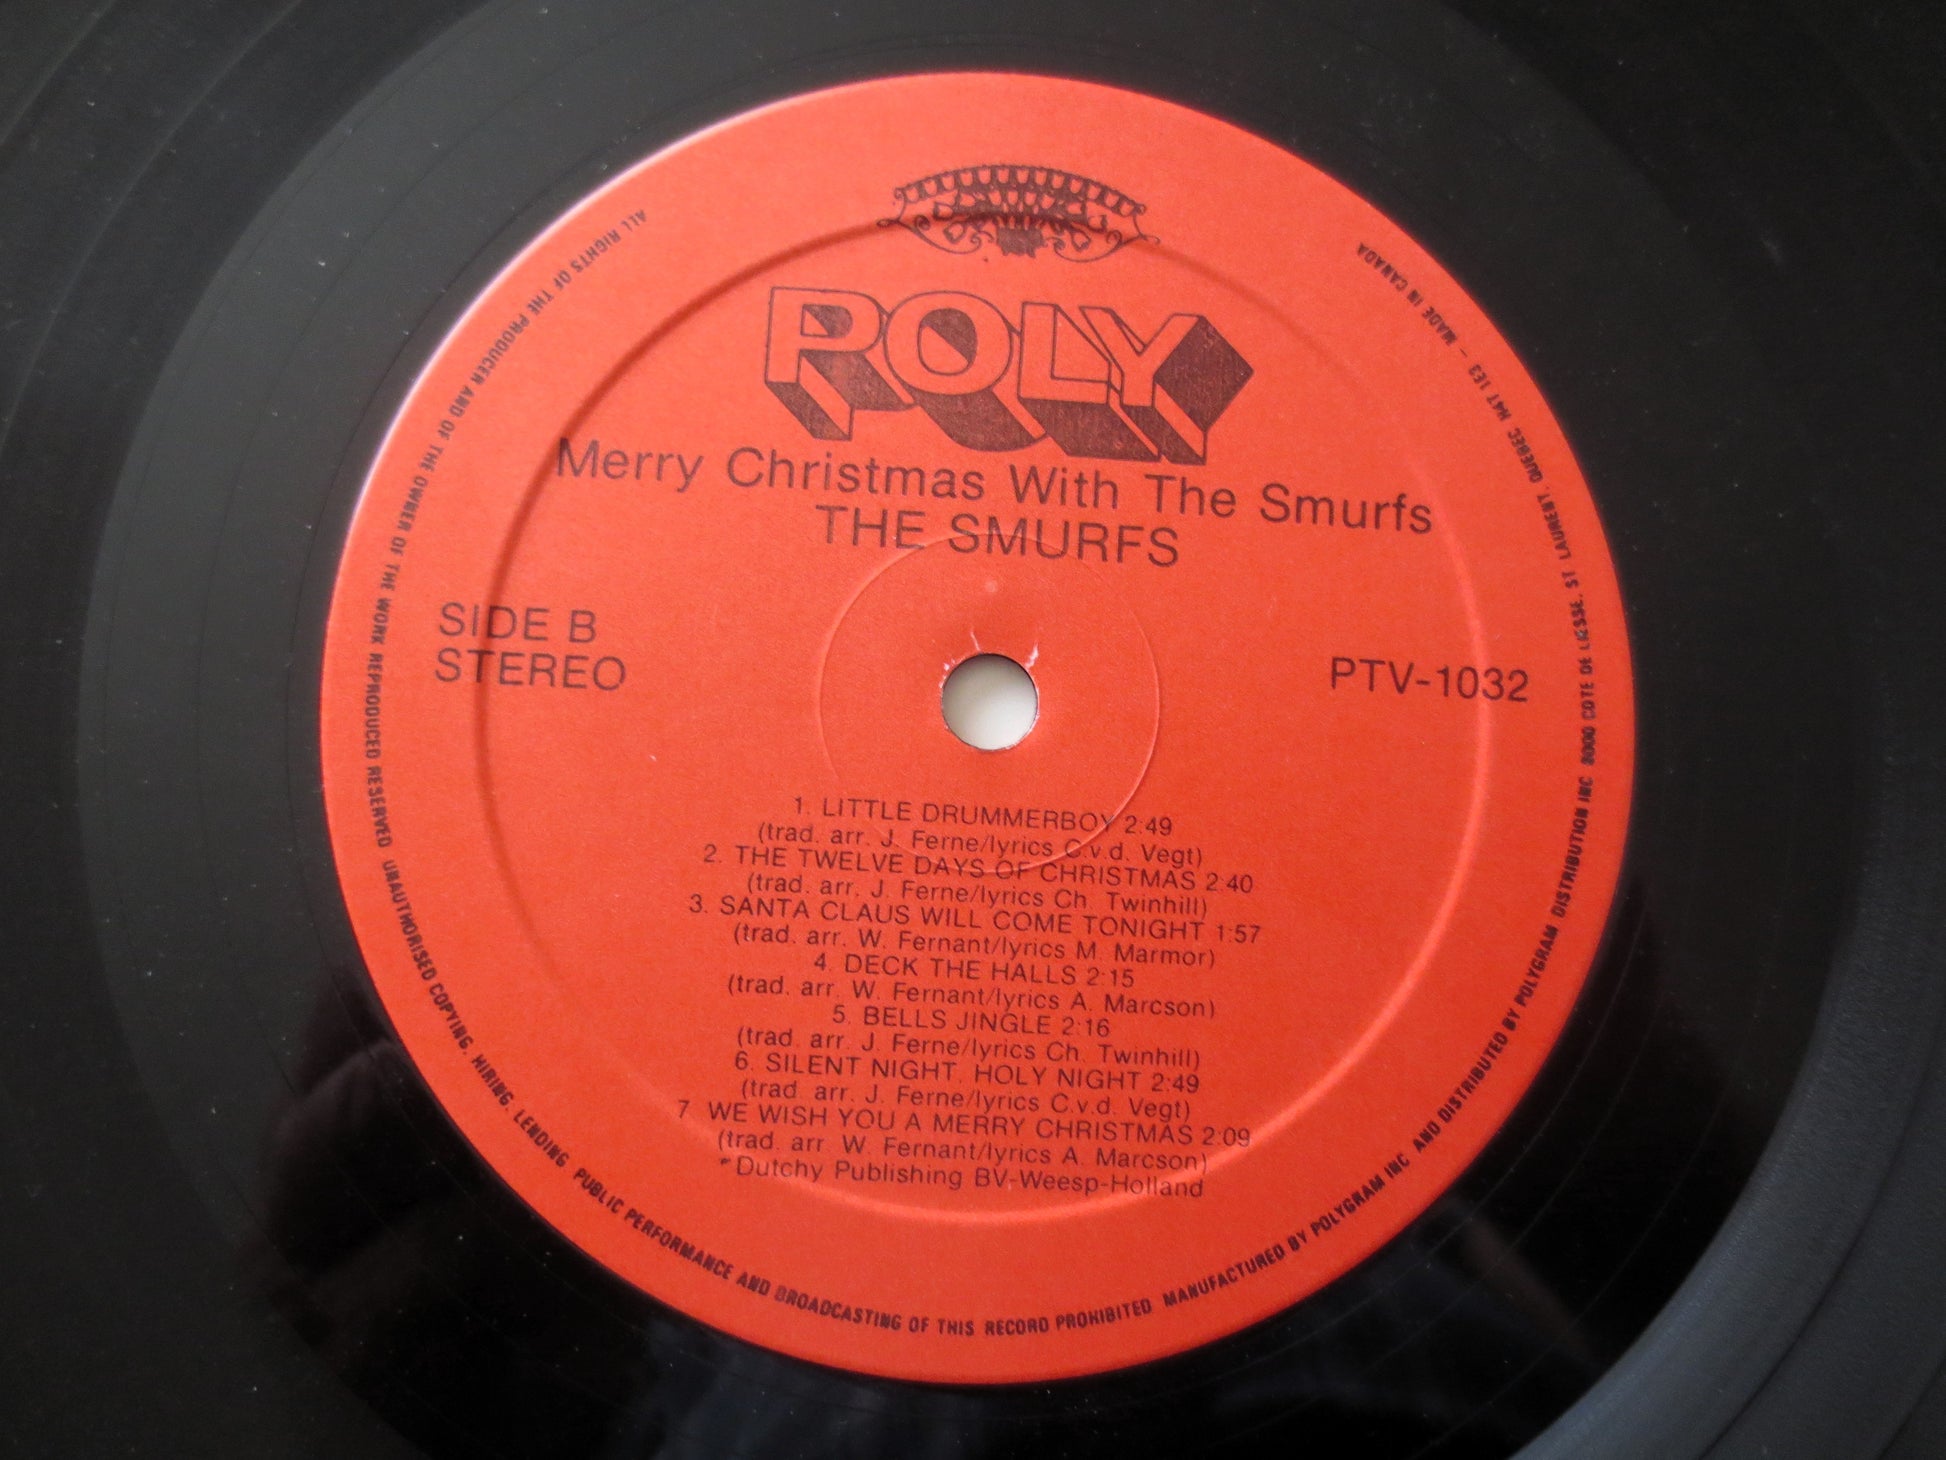 POLY
Merry Christmas With The Smurfs
THE SMURFS
SIDE B
STEREO
PTV-1032
1. LITTLE DRUMMERBOY 2:49
(trad. arr. J. Ferne/lyrics C.v.d. Vegt)
2. THE TWELVE DAYS OF CHRISTMAS 2:40
(trad. arr. J. Ferne/lyrics Ch. Twinhill)
3. SANTA CLAUS WILL COME TONIGHT 1:57
(trad. arr. W. Fernant/lyrics M. Marmor)
4. DECK THE HALLS 2:15
(trad. arr. W. Fernant/lyrics A. Marcson)
5. BELLS JINGLE 2:16
(trad. arr. J. Ferne/lyrics Ch. Twinhill)
6. SILENT NIGHT, HOLY NIGHT 2:49
(trad. arr. J. Ferne/lyrics C.v.d. Vegt)
7. WE WISH YOU A MERRY CHRISTMAS 2:09
(trad. arr. W. Fernant/lyrics A. Marcson)
*Dutchy Publishing BV-Weesp-Holland
ALL RIGHTS OF THE PRODUCER AND OF THE OWNER OF THE WORK REPRODUCED RESERVED UNAUTHORISED COPYING, HIRING, LENDING, PUBLIC PERFORMANCE AND BROADCASTING OF THIS RECORD PROHIBITED MANUFACTURED BY POLYGRAM INC AND DISTRIBUTED BY POLYGRAM DISTRIBUTION INC 8000 COTE DE LIESSE, ST LAURENT, QUEBEC H4T 1E3 – MADE IN CANADA